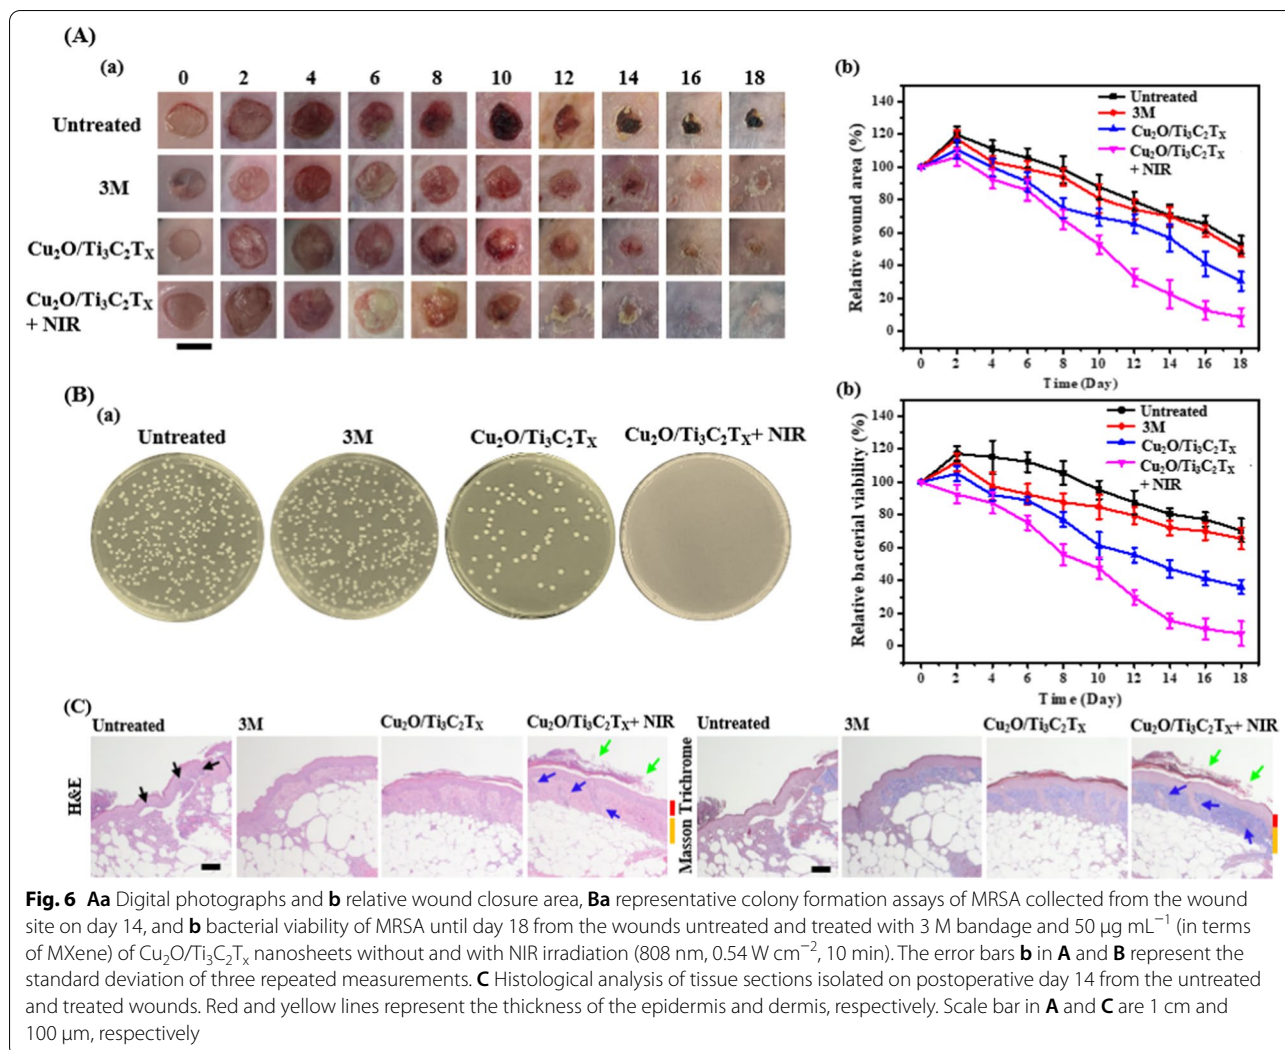 (A)
(a)
0 2 4 6 8 10 12 14 16 18
Untreated
3M
Cu₂O/Ti₃C₂Tₓ
Cu₂O/Ti₃C₂Tₓ
+ NIR
(b)
Relative wound area (%)
140
120
100
80
60
40
20
0
Untreated
3M
Cu₂O/Ti₃C₂Tₓ
Cu₂O/Ti₃C₂Tₓ
+ NIR
0 2 4 6 8 10 12 14 16 18
Time (Day)
(B)
(a)
Untreated 3M Cu₂O/Ti₃C₂Tₓ Cu₂O/Ti₃C₂Tₓ+ NIR
(b)
Relative bacterial viability (%)
140
120
100
80
60
40
20
0
Untreated
3M
Cu₂O/Ti₃C₂Tₓ
Cu₂O/Ti₃C₂Tₓ
+ NIR
0 2 4 6 8 10 12 14 16 18
Time (Day)
(C)
Untreated 3M Cu₂O/Ti₃C₂Tₓ Cu₂O/Ti₃C₂Tₓ+ NIR
H&E
Untreated 3M Cu₂O/Ti₃C₂Tₓ Cu₂O/Ti₃C₂Tₓ+ NIR
Masson Trichrome
Fig. 6 Aa Digital photographs and b relative wound closure area, Ba representative colony formation assays of MRSA collected from the wound
site on day 14, and b bacterial viability of MRSA until day 18 from the wounds untreated and treated with 3 M bandage and 50 μg mL⁻¹ (in terms
of MXene) of Cu₂O/Ti₃C₂Tₓ nanosheets without and with NIR irradiation (808 nm, 0.54 W cm⁻², 10 min). The error bars b in A and B represent the
standard deviation of three repeated measurements. C Histological analysis of tissue sections isolated on postoperative day 14 from the untreated
and treated wounds. Red and yellow lines represent the thickness of the epidermis and dermis, respectively. Scale bar in A and C are 1 cm and
100 μm, respectively